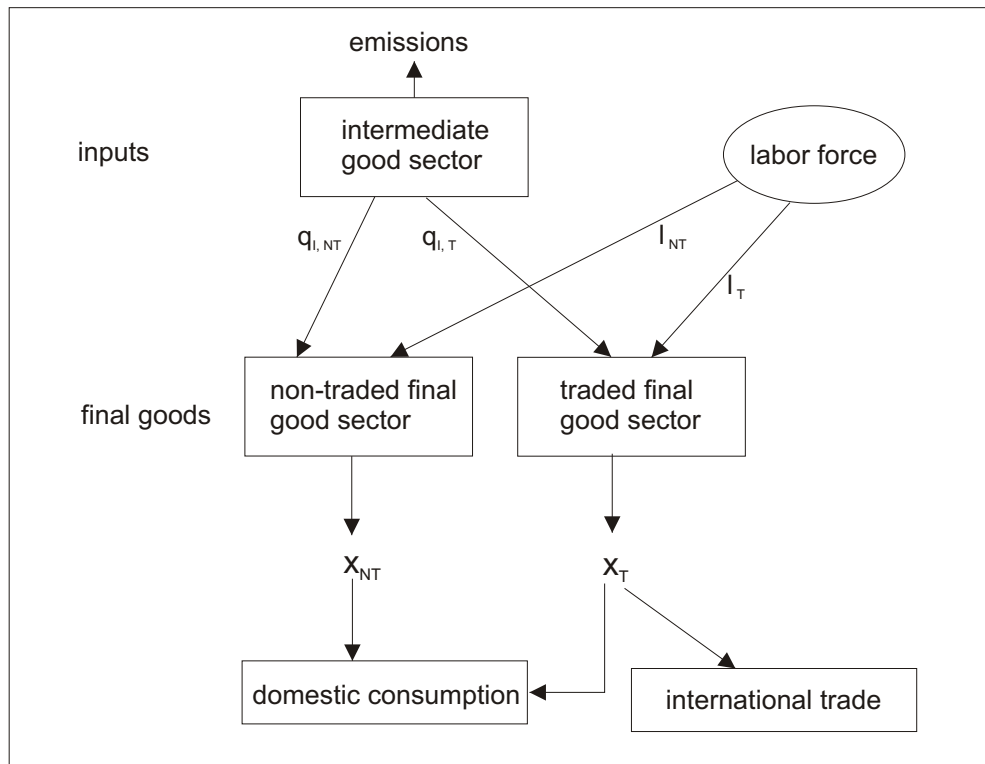 emissions
inputs
intermediate
good sector
labor force
q_{I, NT}
q_{I, T}
l_{NT}
l_{T}
final goods
non-traded final
good sector
traded final
good sector
x_{NT}
x_{T}
domestic consumption
international trade